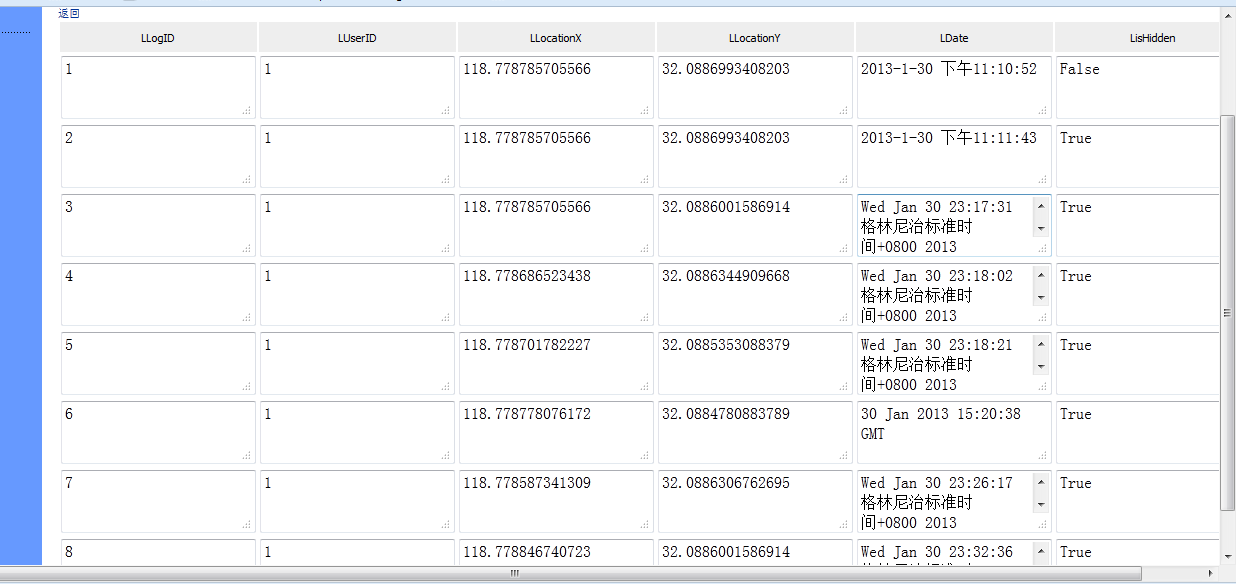 返回
LLogID LUserID LLocationX LLocationY LDate LisHidden
1 1 118.778785705566 32.0886993408203 2013-1-30 下午11:10:52 False
2 1 118.778785705566 32.0886993408203 2013-1-30 下午11:11:43 True
3 1 118.778785705566 32.0886001586914 Wed Jan 30 23:17:31 True
格林尼治标准时
间+0800 2013
4 1 118.778686523438 32.0886344909668 Wed Jan 30 23:18:02 True
格林尼治标准时
间+0800 2013
5 1 118.778701782227 32.0885353088379 Wed Jan 30 23:18:21 True
格林尼治标准时
间+0800 2013
6 1 118.778778076172 32.0884780883789 30 Jan 2013 15:20:38 True
GMT
7 1 118.778587341309 32.0886306762695 Wed Jan 30 23:26:17 True
格林尼治标准时
间+0800 2013
8 1 118.778846740723 32.0886001586914 Wed Jan 30 23:32:36 True